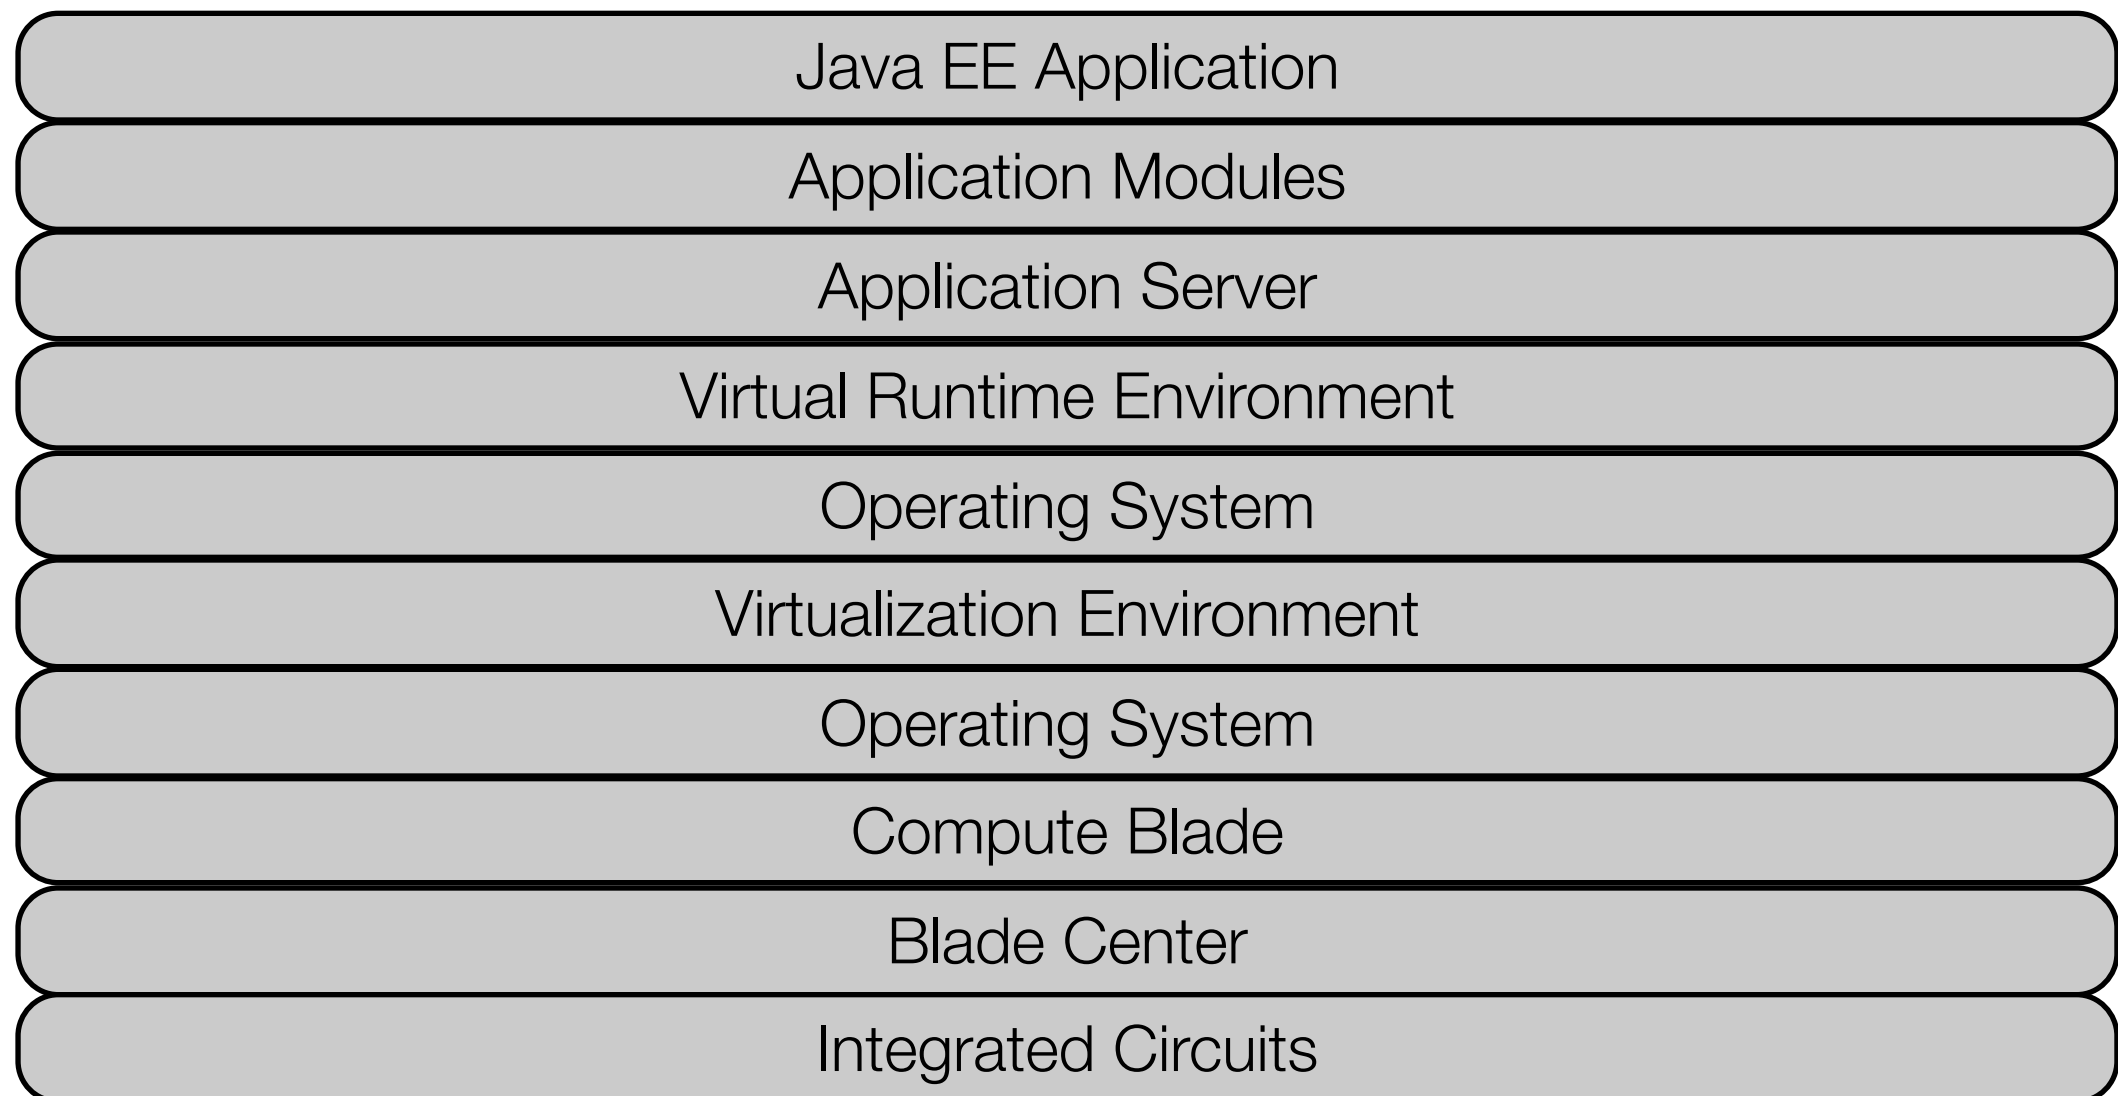 Java EE Application
Application Modules
Application Server
Virtual Runtime Environment
Operating System
Virtualization Environment
Operating System
Compute Blade
Blade Center
Integrated Circuits